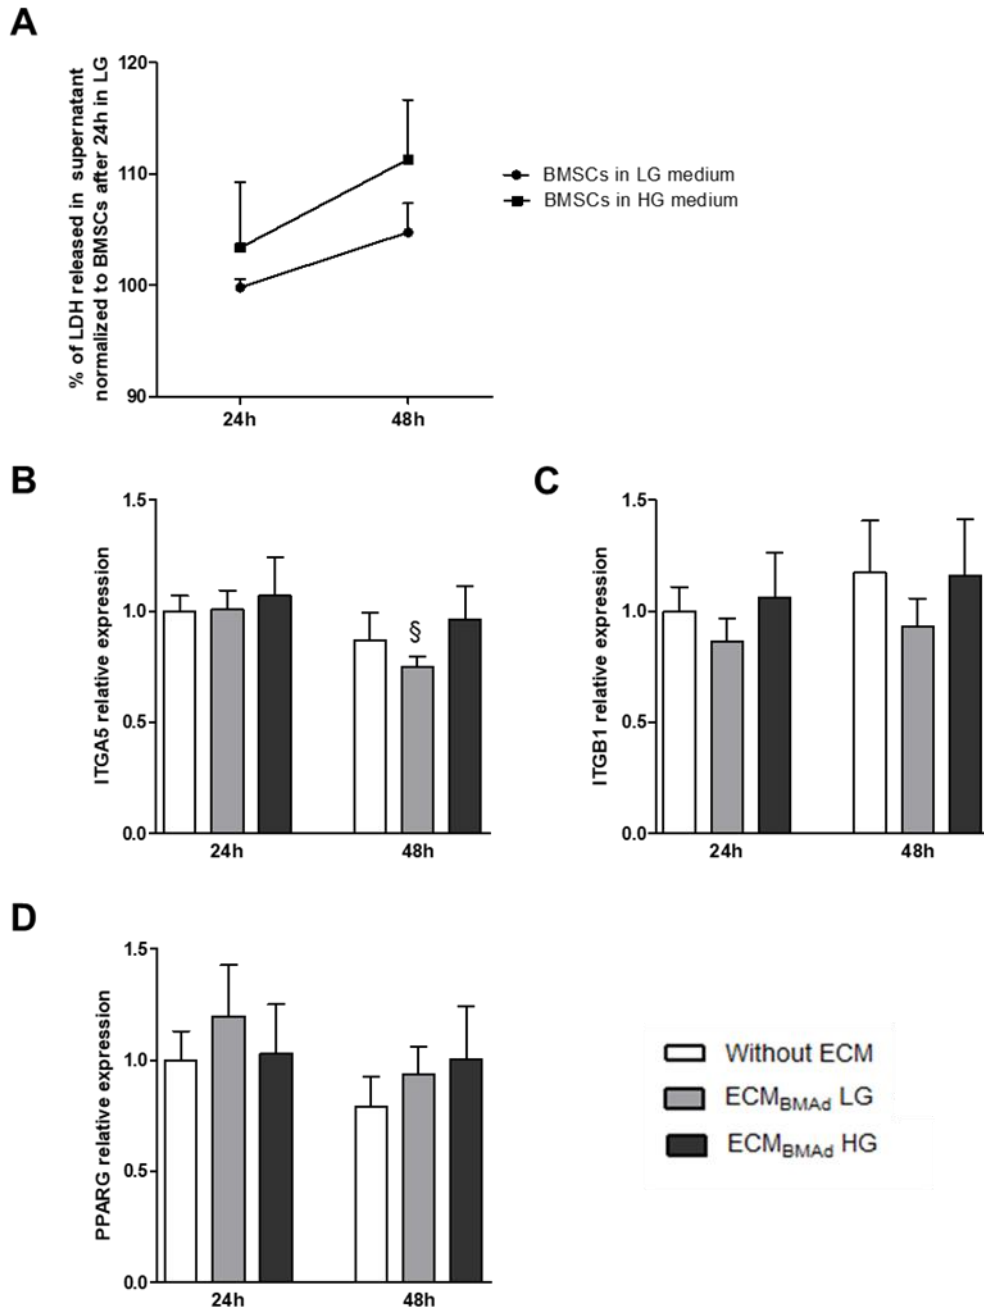 A
% of LDH released in supernatant
normalized to BMSCs after 24h in LG
120
110
100
90
24h
48h
BMSCs in LG medium
BMSCs in HG medium
B
ITGA5 relative expression
1.5
1.0
0.5
0.0
§
24h
48h
C
ITGB1 relative expression
1.5
1.0
0.5
0.0
24h
48h
D
PPARG relative expression
1.5
1.0
0.5
0.0
24h
48h
Without ECM
ECMBMAd LG
ECMBMAd HG